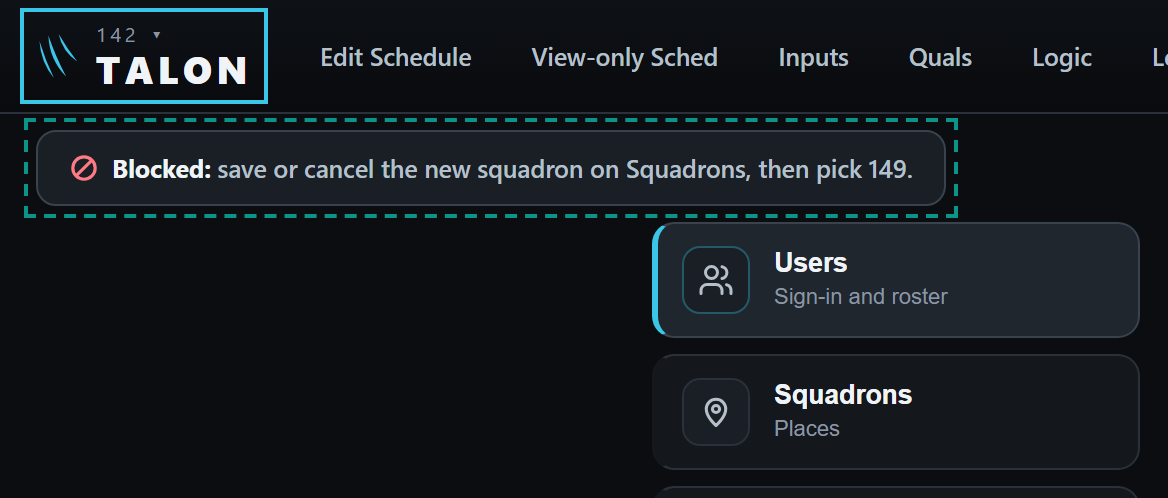 142 ▾
TALON
Edit Schedule
View-only Sched
Inputs
Quals
Logic
Blocked: save or cancel the new squadron on Squadrons, then pick 149.
Users
Sign-in and roster
Squadrons
Places